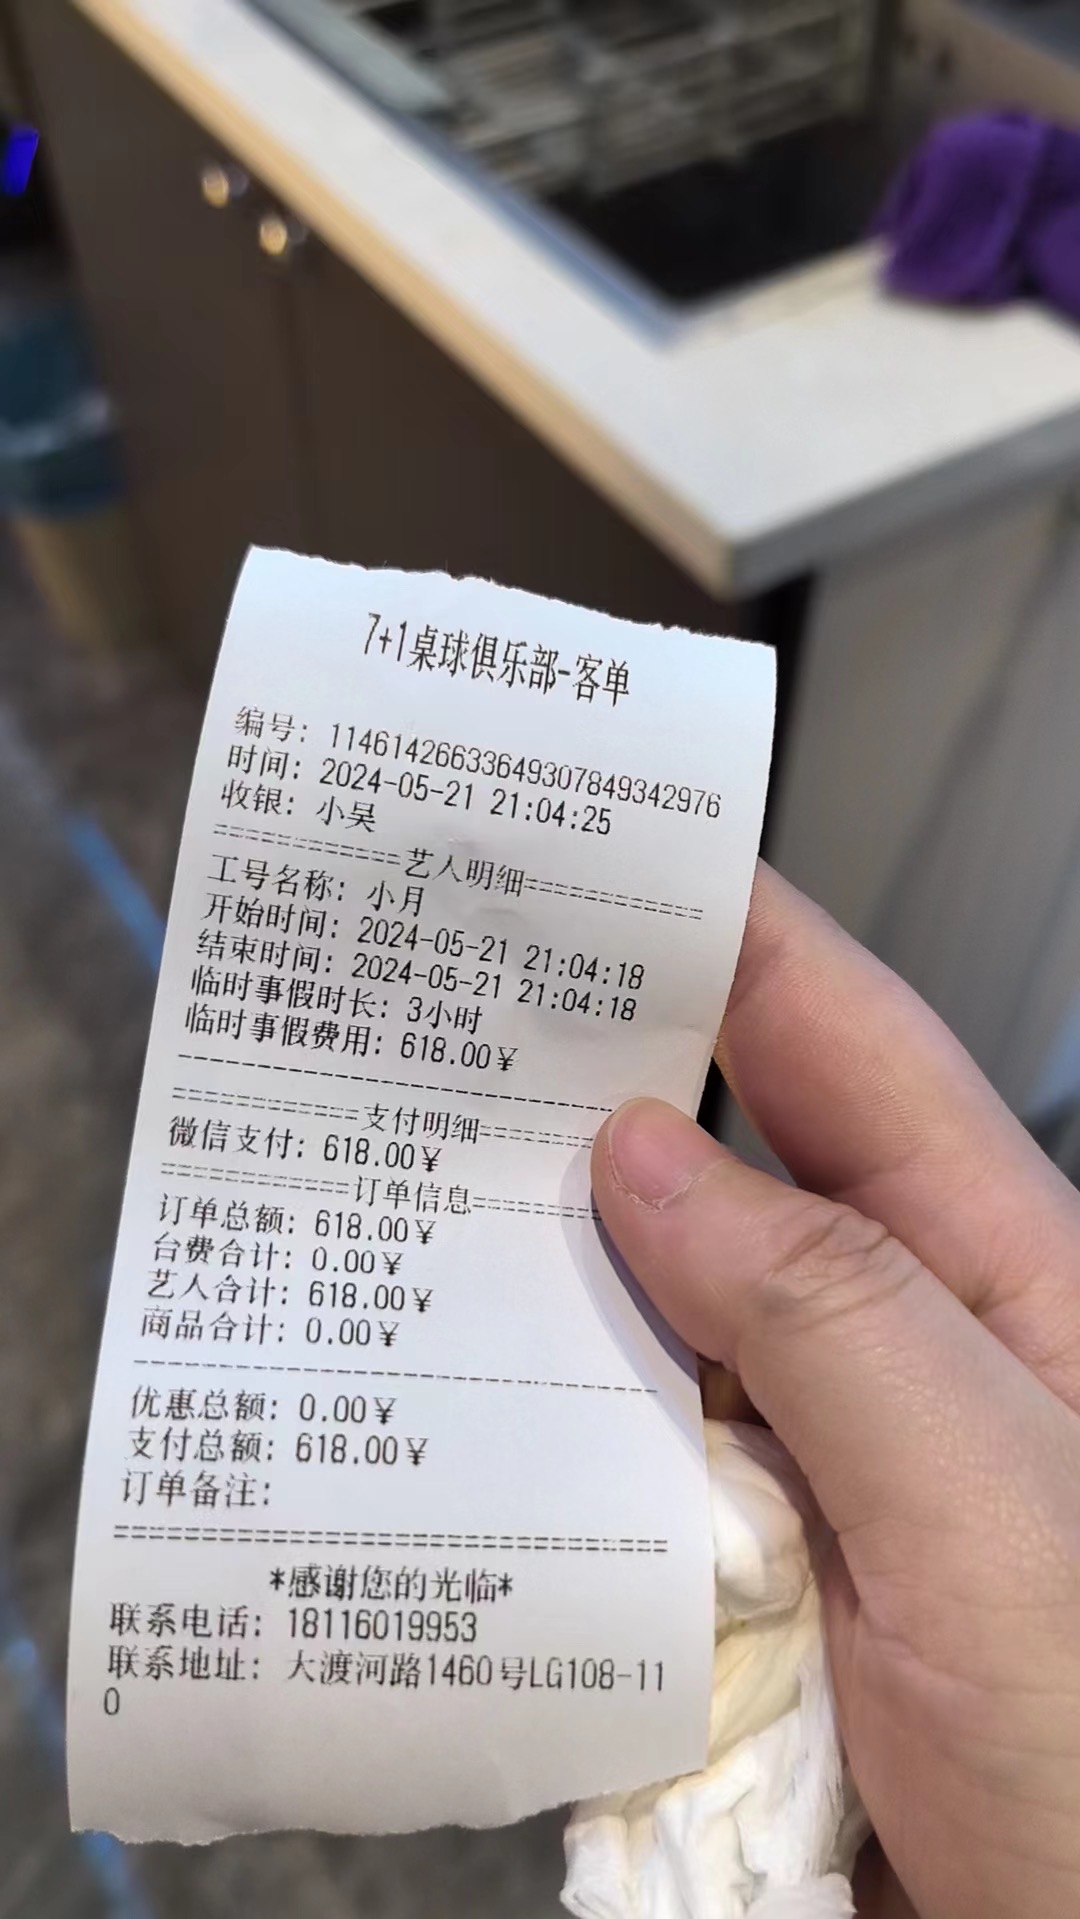 7+1桌球俱乐部-客单
编号: 1146142663364930784934​2976
时间: 2024-05-21 21:04:25
收银: 小吴
============艺人明细============
工号名称: 小月
开始时间: 2024-05-21 21:04:18
结束时间: 2024-05-21 21:04:18
临时事假时长: 3小时
临时事假费用: 618.00¥
--------------------------------
============支付明细========
微信支付: 618.00¥
============订单信息========
订单总额: 618.00¥
台费合计: 0.00¥
艺人合计: 618.00¥
商品合计: 0.00¥
--------------------------------
优惠总额: 0.00¥
支付总额: 618.00¥
订单备注:
================================
*感谢您的光临*
联系电话: 18116019953
联系地址: 大渡河路1460号LG108-11
0